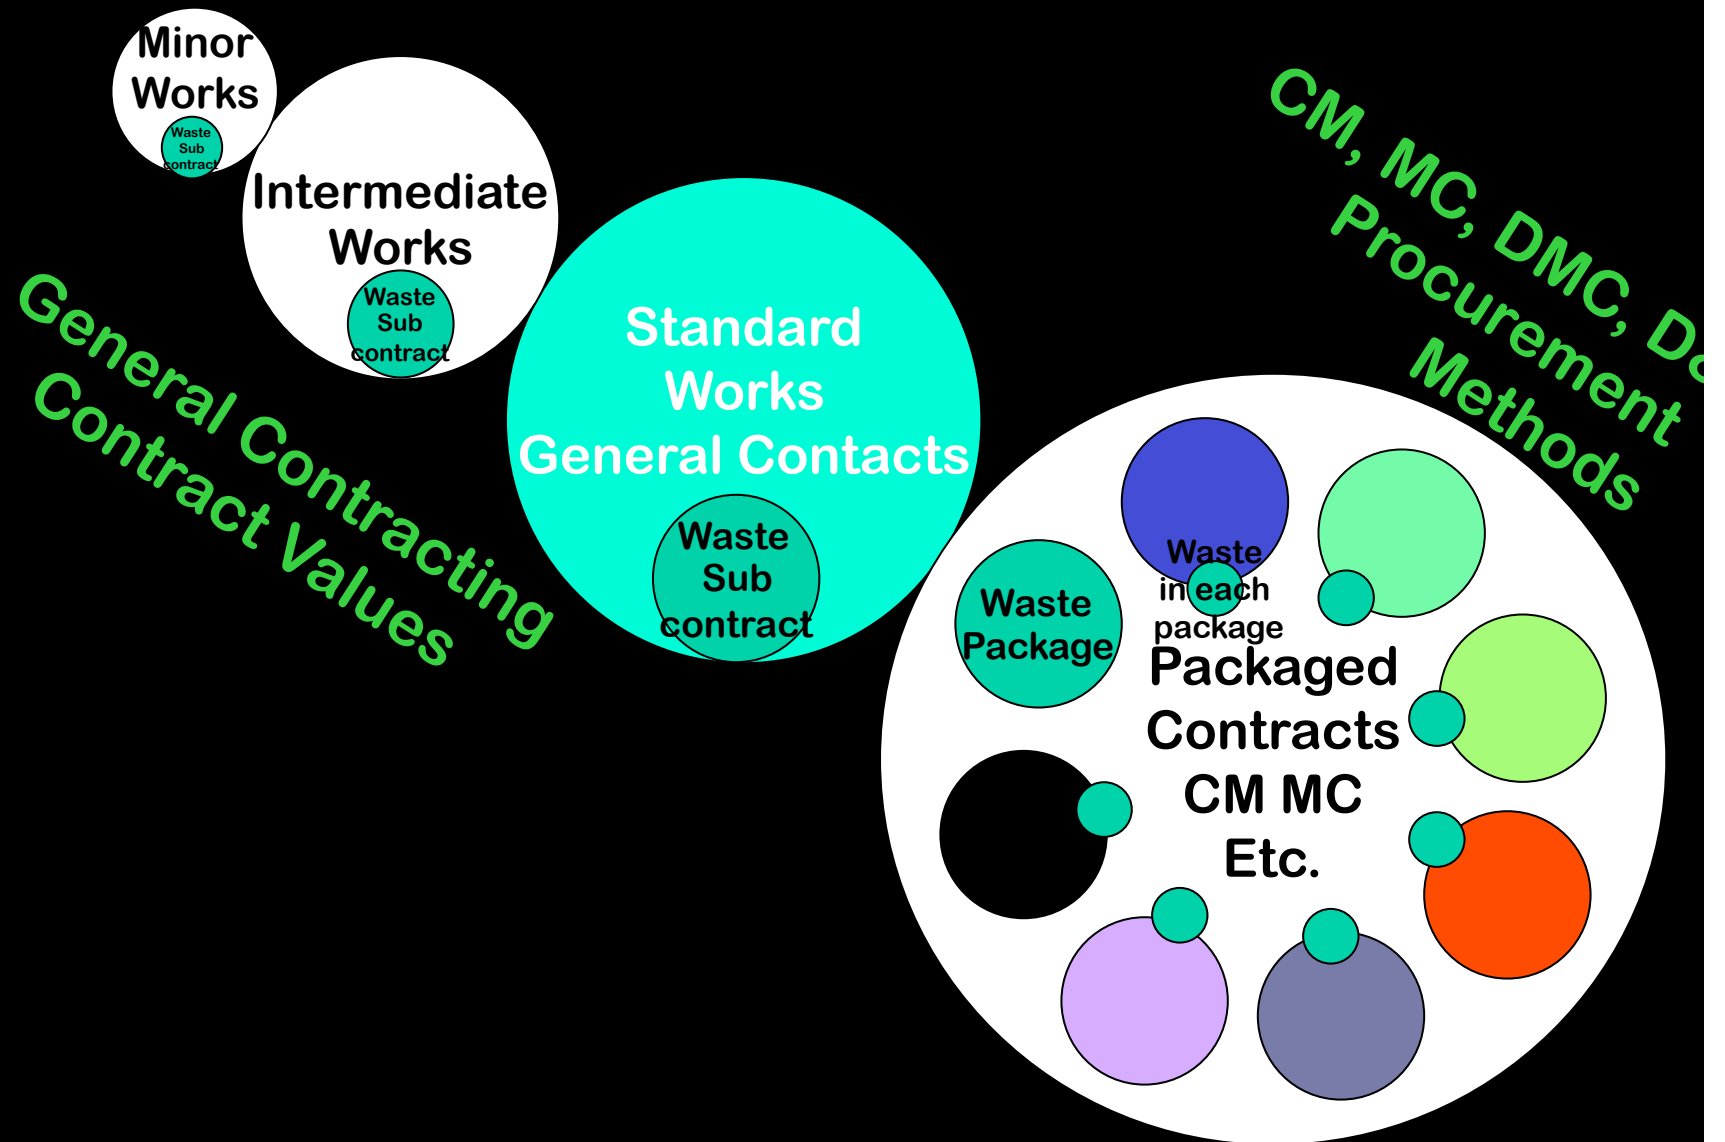 Minor
Works
Waste
Sub
contract
Intermediate
Works
Waste
Sub
contract
General Contracting
Contract Values
Standard
Works
General Contacts
Waste
Sub
contract
CM, MC, DMC, D&
Procurement
Methods
Waste
Package
Waste
in each
package
Packaged
Contracts
CM MC
Etc.